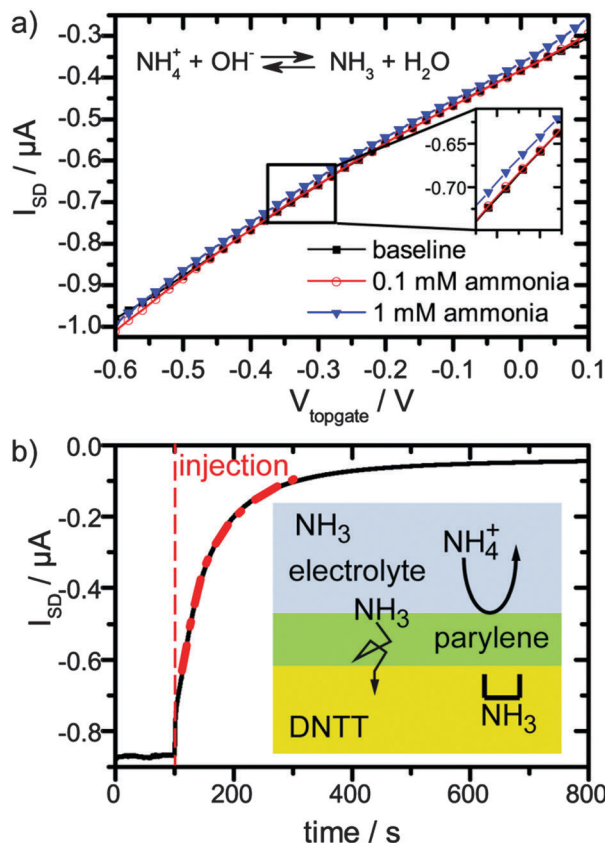 a)
-0.3
-0.4
-0.5
-0.6
-0.7
-0.8
-0.9
-1.0
I_SD / µA
NH₄⁺ + OH⁻ ⇌ NH₃ + H₂O
-0.65
-0.70
baseline
0.1 mM ammonia
1 mM ammonia
-0.6 -0.5 -0.4 -0.3 -0.2 -0.1 0.0 0.1
V_topgate / V
b)
0.0
-0.2
-0.4
-0.6
-0.8
I_SD / µA
injection
NH₃
NH₄⁺
electrolyte
NH₃
parylene
DNTT
NH₃
0 200 400 600 800
time / s